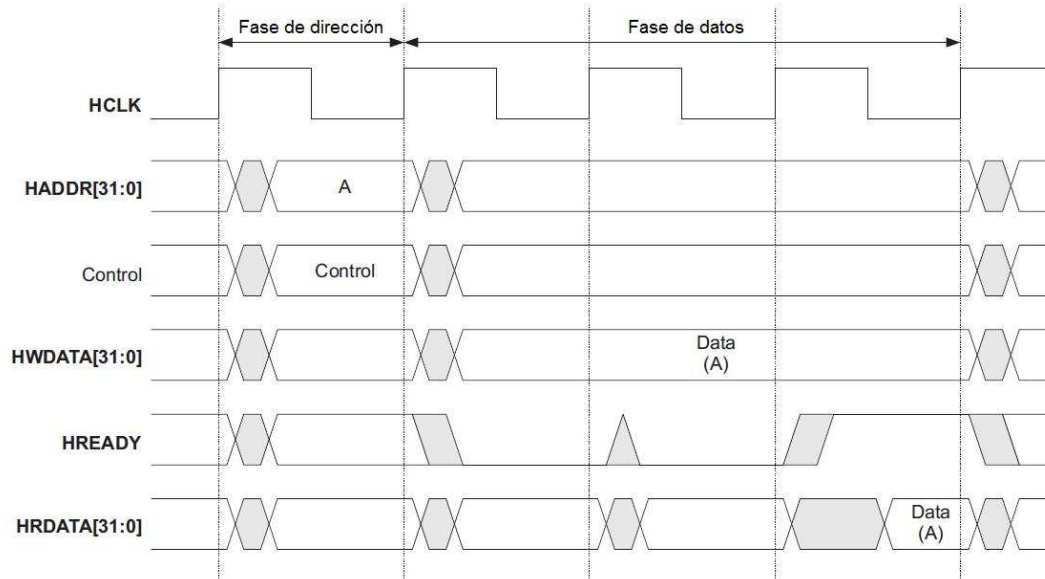 Fase de dirección
Fase de datos
HCLK
HADDR[31:0]
A
Control
Control
HWDATA[31:0]
Data
(A)
HREADY
HRDATA[31:0]
Data
(A)